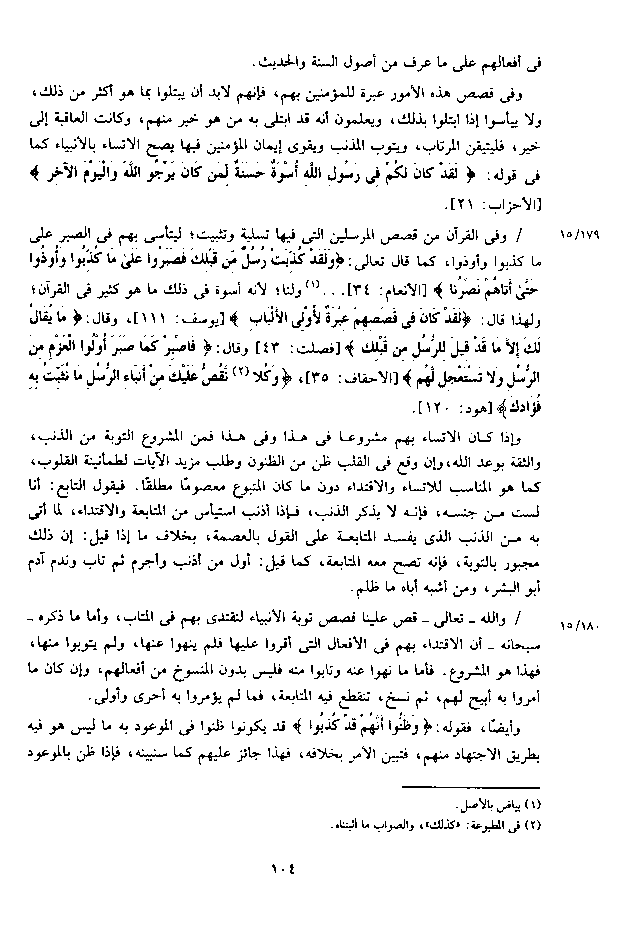 فى أفعالهم على ما عرف من أصول السنة والحديث.
وفى قصص هذه الأمور عبرة للمؤمنين بهم، فإنهم لابد أن يبتلوا بما هو أكثر من ذلك،
ولا ييأسوا إذا ابتلوا بذلك، ويعلمون أنه قد ابتلى به من هو خير منهم، وكانت العاقبة إلى
خير، فليتيقن المرتاب، ويتوب المذنب ويقوى إيمان المؤمنين فبها يصح الاتساء بالأنبياء كما
فى قوله: ﴿ لَقَدْ كَانَ لَكُمْ فِى رَسُولِ اللَّهِ أُسْوَةٌ حَسَنَةٌ لِّمَن كَانَ يَرْجُو اللَّهَ وَالْيَوْمَ الآخِرَ ﴾
[الأحزاب: ٢١].
١٥/١٧٩ / وفى القرآن من قصص المرسلين التى فيها تسلية وتثبيت؛ ليتأسى بهم فى الصبر على
ما كذبوا وأوذوا، كما قال تعالى: ﴿وَلَقَدْ كُذِّبَتْ رُسُلٌ مِّن قَبْلِكَ فَصَبَرُوا عَلَىٰ مَا كُذِّبُوا وَأُوذُوا
حَتَّىٰ أَتَاهُمْ نَصْرُنَا ﴾ [الأنعام: ٣٤]. . .(١) ولنا؛ لأنه أسوة فى ذلك ما هو كثير فى القرآن؛
ولهذا قال: ﴿لَقَدْ كَانَ فِى قَصَصِهِمْ عِبْرَةٌ لأُوْلِى الأَلْبَابِ ﴾ [يوسف: ١١١]، وقال: ﴿ مَا يُقَالُ
لَكَ إِلاَّ مَا قَدْ قِيلَ لِلرُّسُلِ مِن قَبْلِكَ ﴾ [فصلت: ٤٣] وقال: ﴿ فَاصْبِرْ كَمَا صَبَرَ أُوْلُوا الْعَزْمِ مِنَ
الرُّسُلِ وَلا تَسْتَعْجِل لَّهُمْ ﴾ [الأحقاف: ٣٥]، ﴿ وَكُلاًّ (٢) نَّقُصُّ عَلَيْكَ مِنْ أَنبَاءِ الرُّسُلِ مَا نُثَبِّتُ بِهِ
فُؤَادَكَ﴾ [هود: ١٢٠].
وإذا كان الاتساء بهم مشروعا فى هذا وفى هذا فمن المشروع التوبة من الذنب،
والثقة بوعد الله، وإن وقع فى القلب ظن من الظنون وطلب مزيد الآيات لطمأنينة القلوب،
كما هو المناسب للاتساء والاقتداء دون ما كان المتبوع معصومًا مطلقًا. فيقول التابع: أنا
لست من جنسه، فإنه لا يذكر الذنب، فإذا أذنب استيأس من المتابعة والاقتداء، لما أتى
به من الذنب الذى يفسد المتابعة على القول بالعصمة، بخلاف ما إذا قيل: إن ذلك
مجبور بالتوبة، فإنه تصح معه المتابعة، كما قيل: أول من أذنب وأجرم ثم تاب وندم آدم
أبو البشر، ومن أشبه أباه ما ظلم.
١٥/١٨٠ / والله ـ تعالى ـ قص علينا قصص توبة الأنبياء لنقتدى بهم فى المتاب، وأما ما ذكره ـ
سبحانه ـ أن الاقتداء بهم فى الأفعال التى أقروا عليها فلم ينهوا عنها، ولم يتوبوا منها،
فهذا هو المشروع. فأما ما نهوا عنه وتابوا منه فليس بدون المنسوخ من أفعالهم، وإن كان ما
أمروا به أبيح لهم، ثم نسخ، تنقطع فيه المتابعة، فما لم يؤمروا به أحرى وأولى.
وأيضًا، فقوله: ﴿ وَظَنُّوا أَنَّهُمْ قَدْ كُذِبُوا ﴾ قد يكونوا ظنوا فى الموعود به ما ليس هو فيه
بطريق الاجتهاد منهم، فتبين الأمر بخلافه، فهذا جائز عليهم كما سنبينه، فإذا ظن بالموعود
(١) بياض بالأصل.
(٢) فى المطبوعة: «كذلك»، والصواب ما أثبتناه.
١٠٤